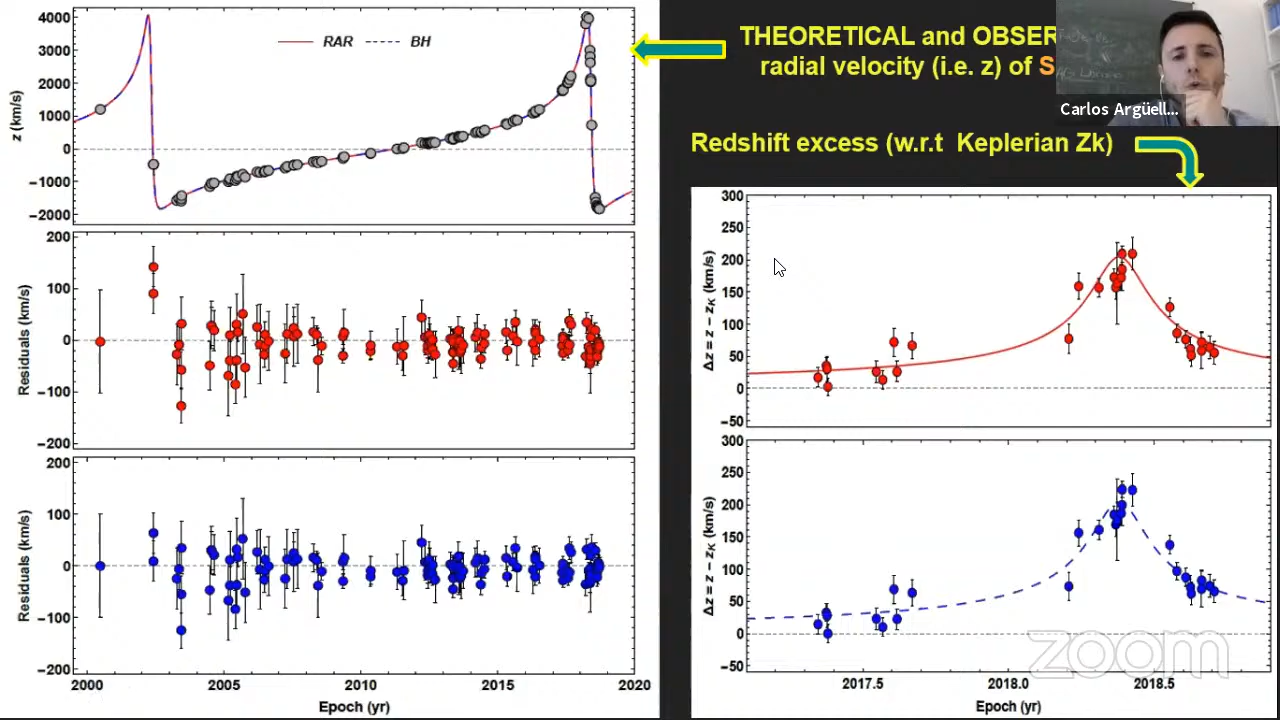 THEORETICAL and OBSER
radial velocity (i.e. z) of S
Carlos Argüell...
Redshift excess (w.r.t Keplerian Zk)
RAR
BH
z (km/s)
4000
3000
2000
1000
0
−1000
−2000
Residuals (km/s)
200
100
0
−100
−200
Residuals (km/s)
200
100
0
−100
−200
2000
2005
2010
2015
2020
Epoch (yr)
Δz = z − zK (km/s)
300
250
200
150
100
50
0
−50
Δz = z − zK (km/s)
300
250
200
150
100
50
0
−50
2017.5
2018.0
2018.5
Epoch (yr)
zoom